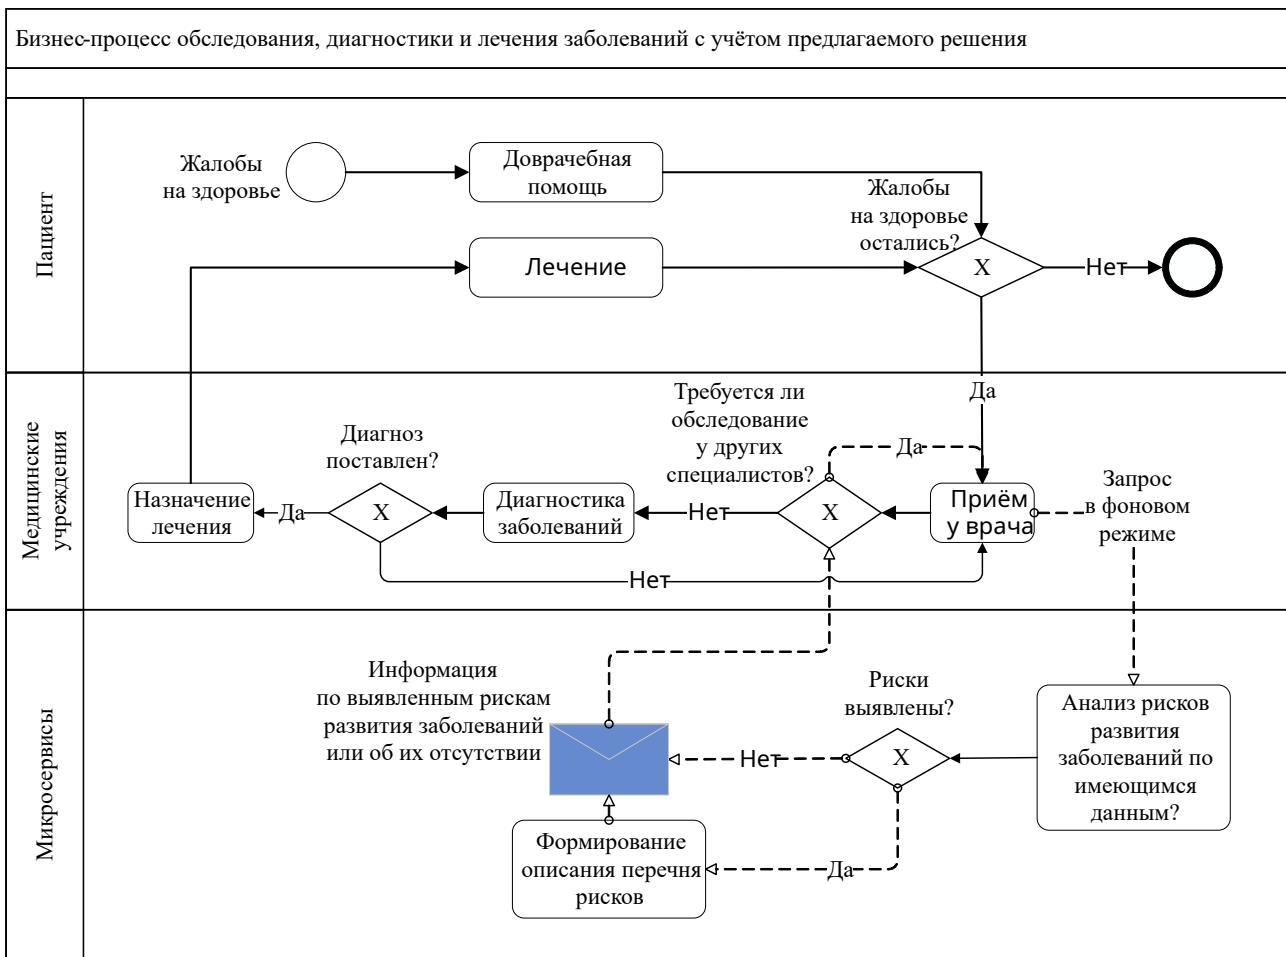 Бизнес-процесс обследования, диагностики и лечения заболеваний с учётом предлагаемого решения
Пациент
Жалобы
на здоровье
Доврачебная
помощь
Жалобы
на здоровье
остались?
Лечение
X
Нет
Медицинские
учреждения
Да
Требуется ли
обследование
у других
специалистов?
Диагноз
поставлен?
Да
Запрос
в фоновом
режиме
Назначение
лечения
Да
X
Диагностика
заболеваний
Нет
X
Приём
у врача
Нет
Микросервисы
Информация
по выявленным рискам
развития заболеваний
или об их отсутствии
Риски
выявлены?
Нет
X
Анализ рисков
развития
заболеваний по
имеющимся
данным?
Формирование
описания перечня
рисков
Да